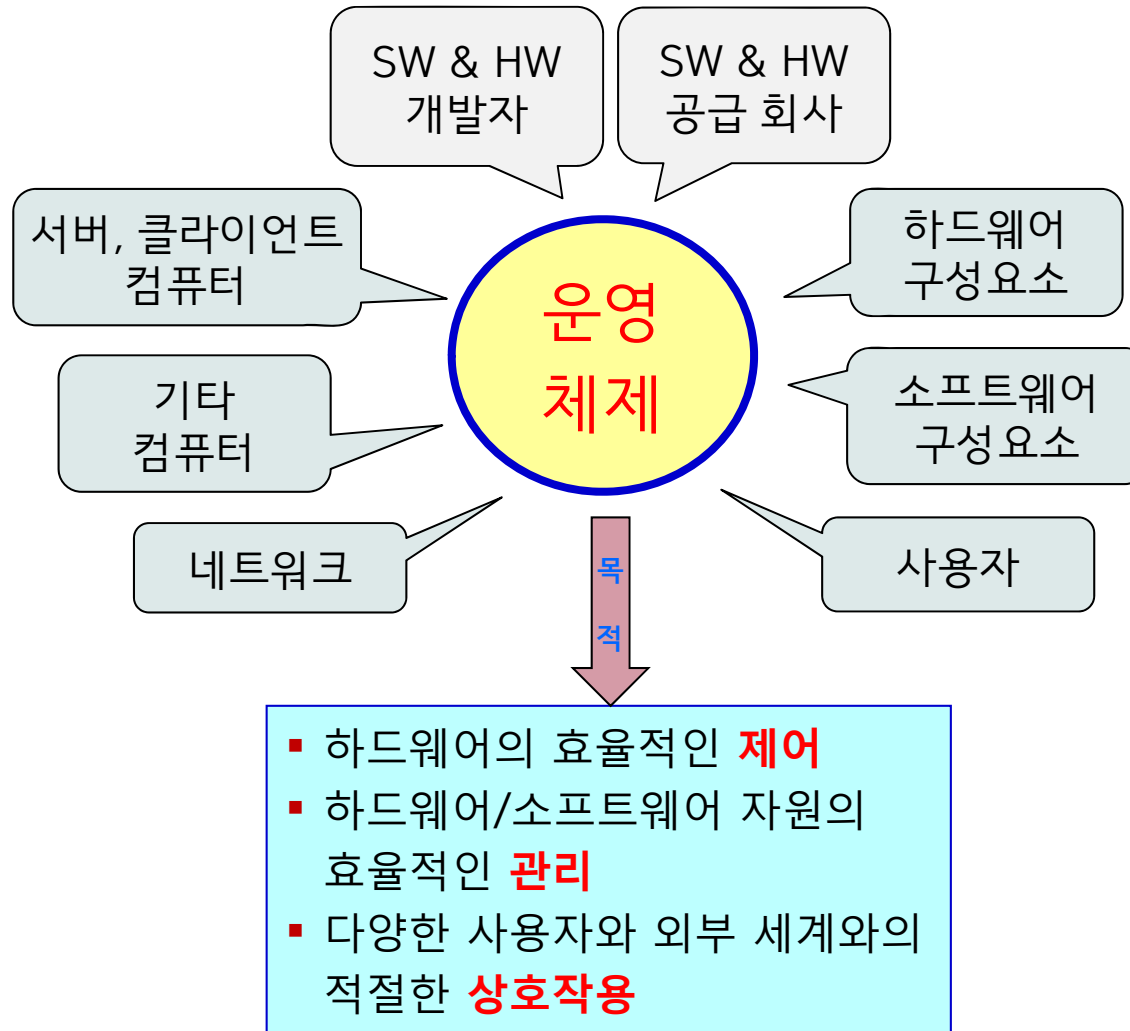 SW & HW
개발자
SW & HW
공급 회사
서버, 클라이언트
컴퓨터
하드웨어
구성요소
운영
체제
기타
컴퓨터
소프트웨어
구성요소
네트워크
사용자
목
적
▪ 하드웨어의 효율적인 제어
▪ 하드웨어/소프트웨어 자원의
효율적인 관리
▪ 다양한 사용자와 외부 세계와의
적절한 상호작용